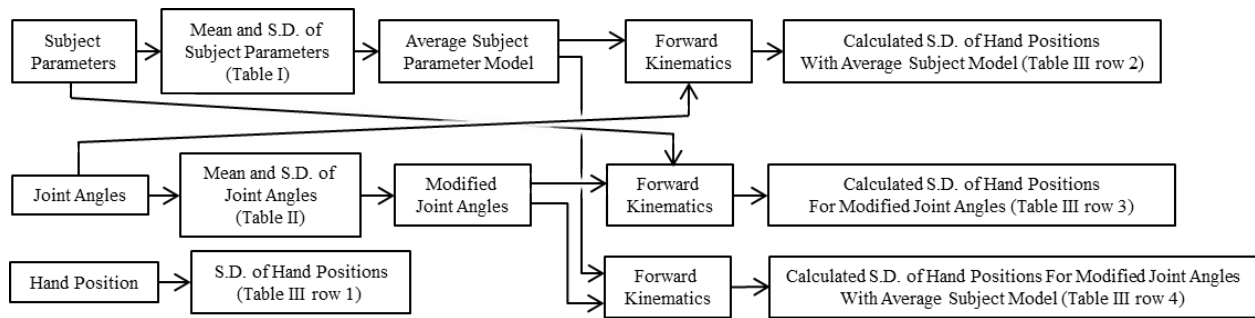 Subject
Parameters
Mean and S.D. of
Subject Parameters
(Table I)
Average Subject
Parameter Model
Forward
Kinematics
Calculated S.D. of Hand Positions
With Average Subject Model (Table III row 2)
Joint Angles
Mean and S.D. of
Joint Angles
(Table II)
Modified
Joint Angles
Forward
Kinematics
Calculated S.D. of Hand Positions
For Modified Joint Angles (Table III row 3)
Hand Position
S.D. of Hand Positions
(Table III row 1)
Forward
Kinematics
Calculated S.D. of Hand Positions For Modified Joint Angles
With Average Subject Model (Table III row 4)